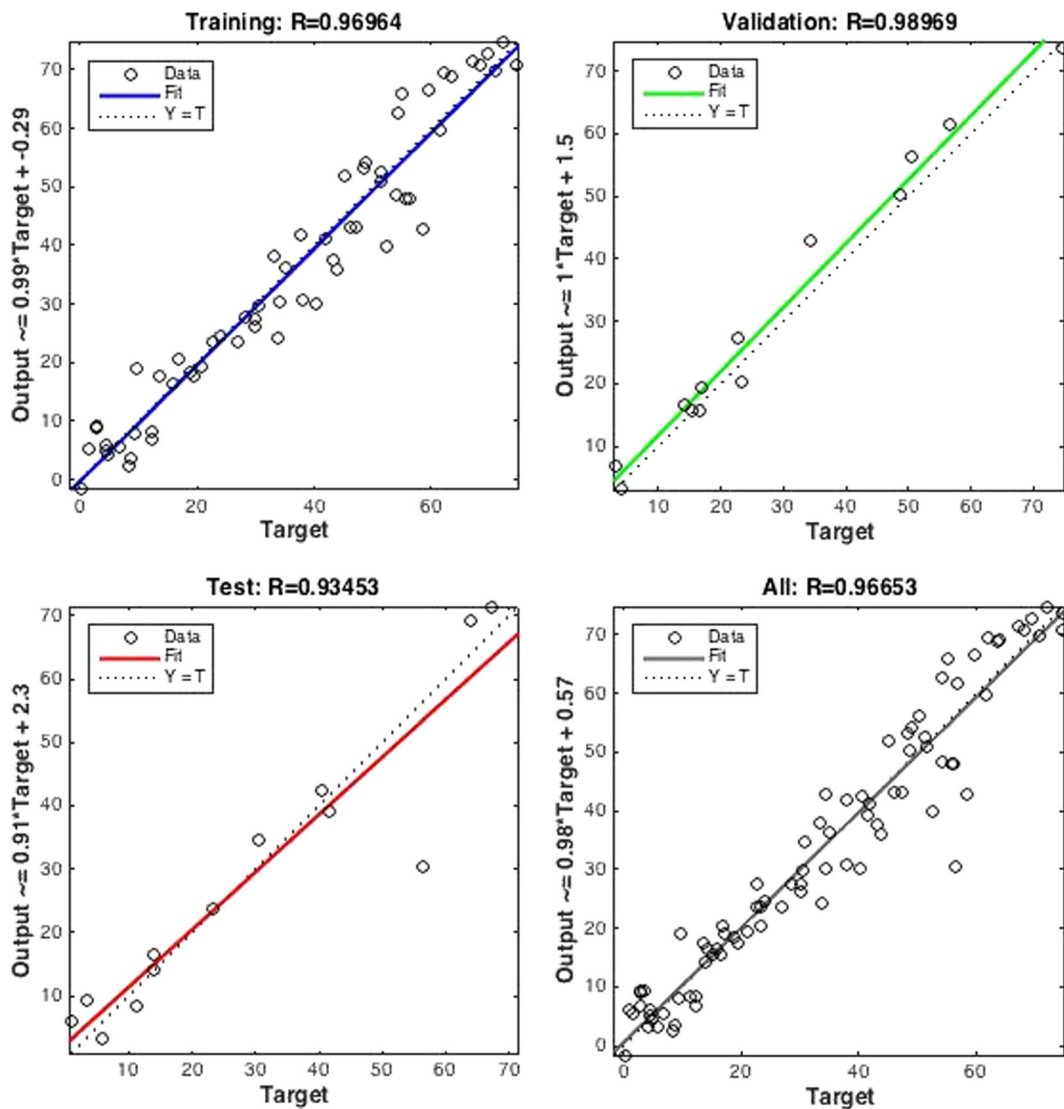 Training: R=0.96964
Output ~= 0.99*Target + -0.29
70
60
50
40
30
20
10
0
Data
Fit
Y = T
0 20 40 60
Target
Validation: R=0.98969
Output ~= 1*Target + 1.5
70
60
50
40
30
20
10
Data
Fit
Y = T
10 20 30 40 50 60 70
Target
Test: R=0.93453
Output ~= 0.91*Target + 2.3
70
60
50
40
30
20
10
Data
Fit
Y = T
10 20 30 40 50 60 70
Target
All: R=0.96653
Output ~= 0.98*Target + 0.57
70
60
50
40
30
20
10
0
Data
Fit
Y = T
0 20 40 60
Target